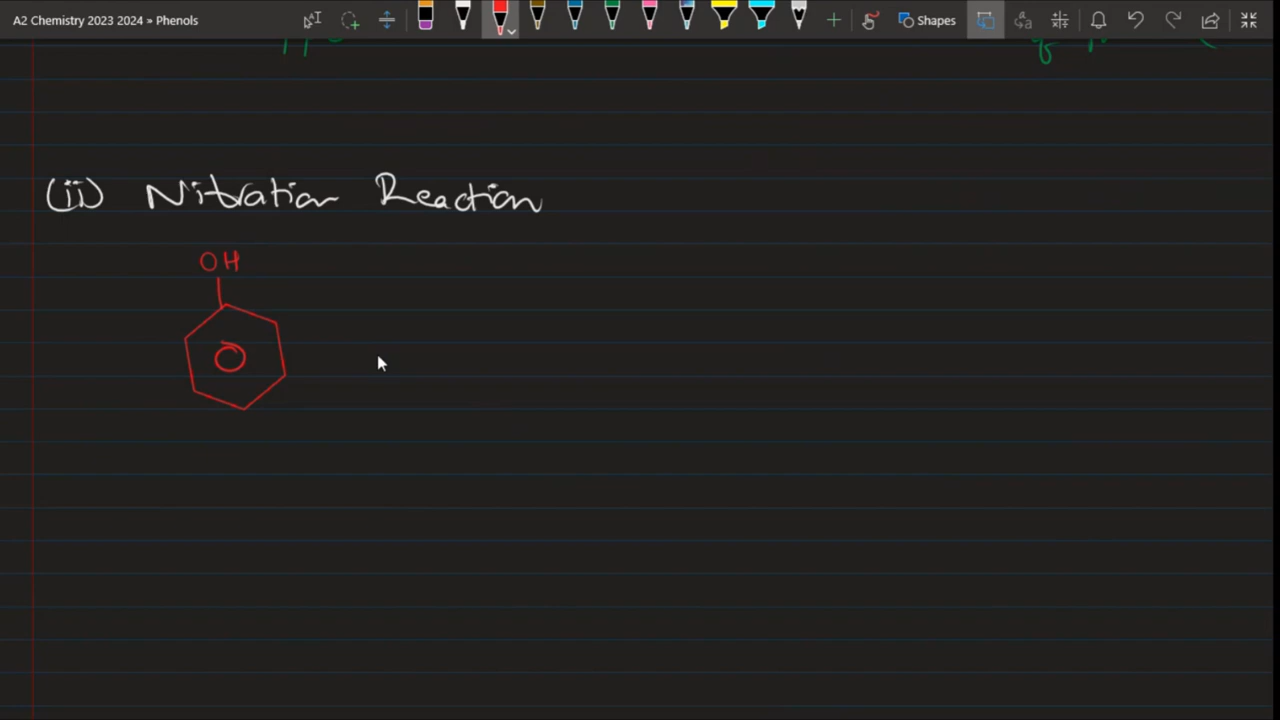 A2 Chemistry 2023 2024 » Phenols
Shapes
(ii) Nitration Reaction
OH